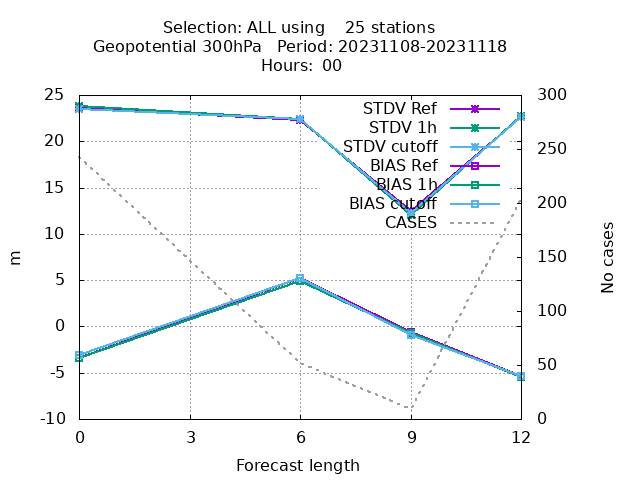 Selection: ALL using    25 stations
Geopotential 300hPa   Period: 20231108-20231118
Hours: 00
25
20
15
10
5
0
-5
-10
m
300
250
200
150
100
50
0
No cases
STDV Ref
STDV 1h
STDV cutoff
BIAS Ref
BIAS 1h
BIAS cutoff
CASES
0 3 6 9 12
Forecast length